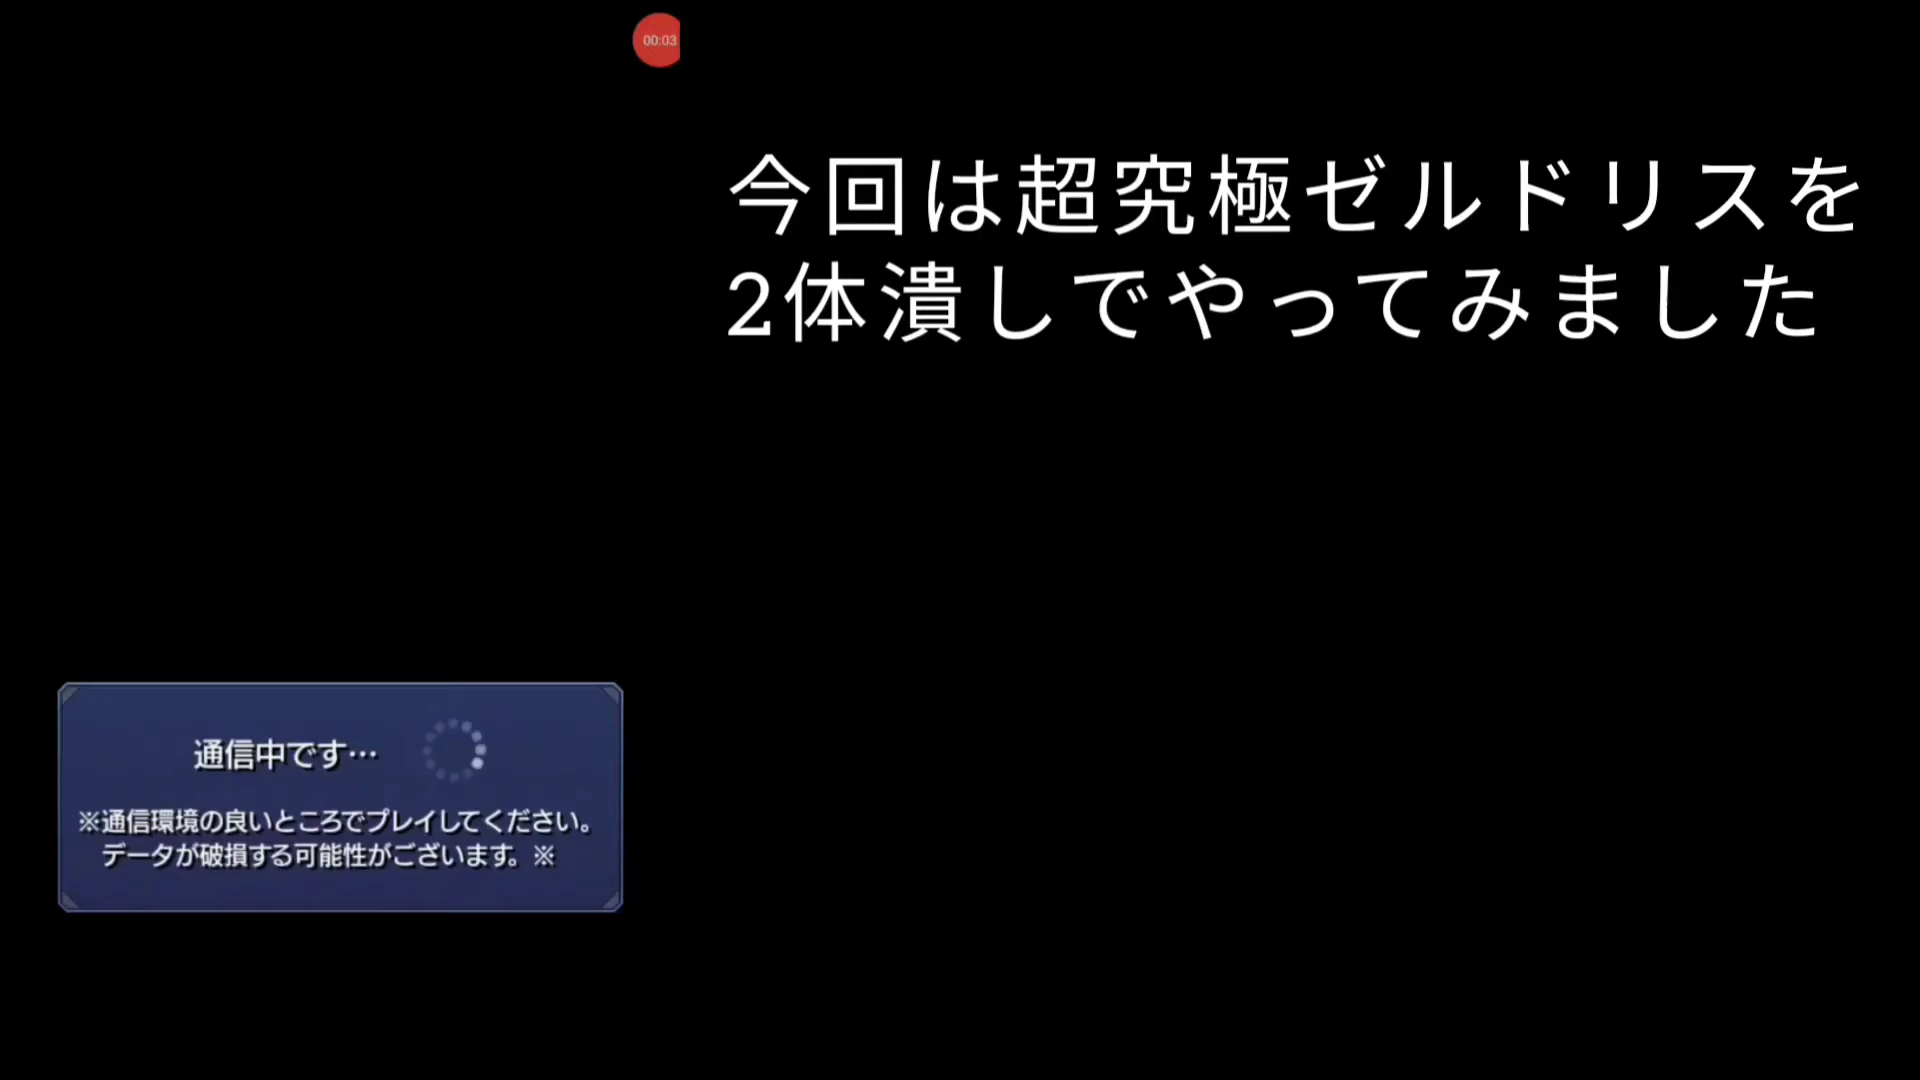 00:03
今回は超究極ゼルドリスを
2体潰しでやってみました
通信中です…
※通信環境の良いところでプレイしてください。
データが破損する可能性がございます。※